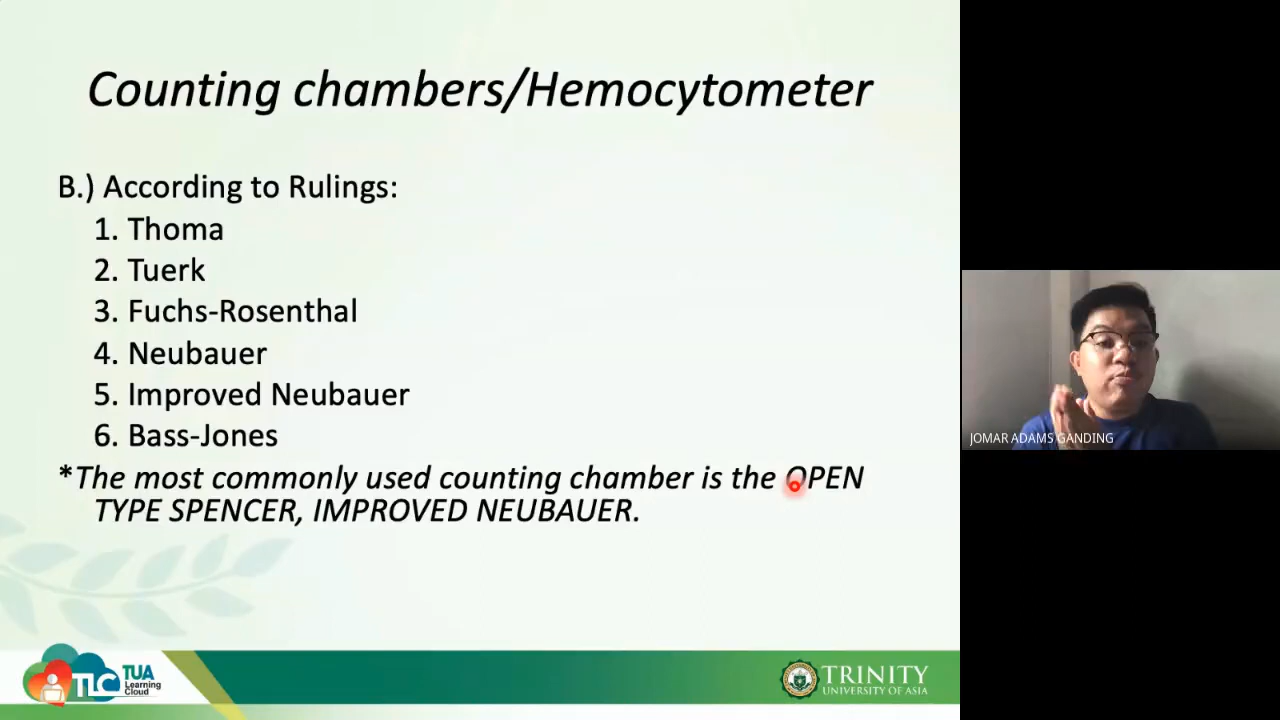 Counting chambers/Hemocytometer
B.) According to Rulings:
1. Thoma
2. Tuerk
3. Fuchs-Rosenthal
4. Neubauer
5. Improved Neubauer
6. Bass-Jones
*The most commonly used counting chamber is the OPEN
TYPE SPENCER, IMPROVED NEUBAUER.
JOMAR ADAMS GANDING
TLC TUA
Learning
Cloud
TRINITY
UNIVERSITY OF ASIA